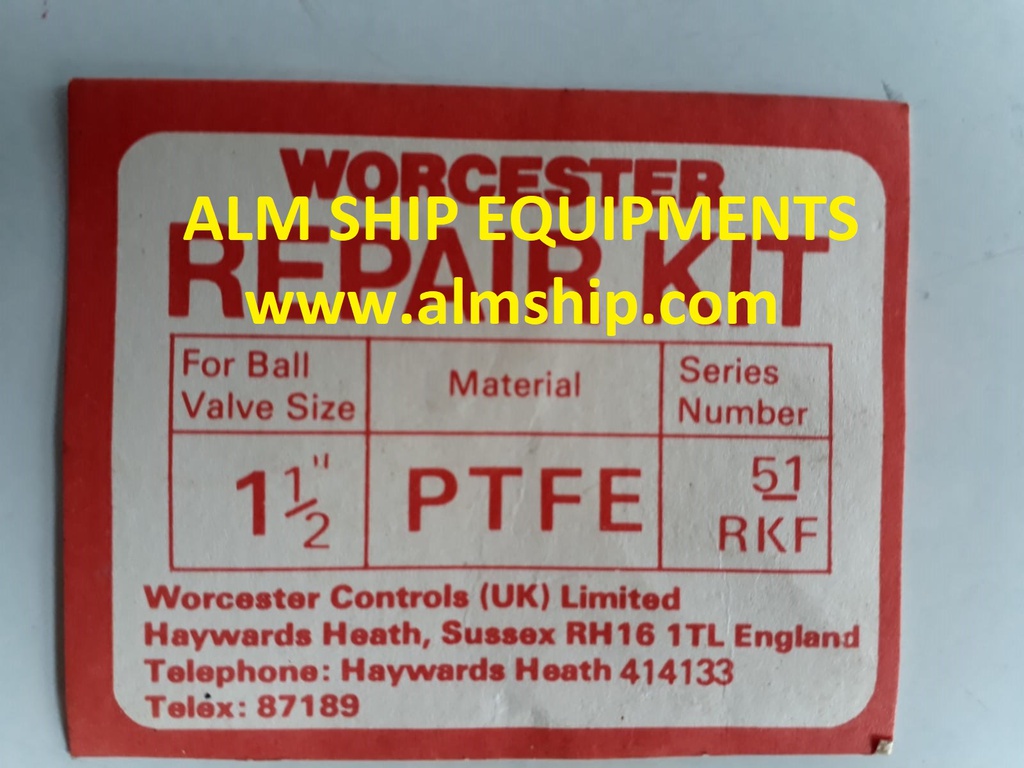 WORCESTER
ALM SHIP EQUIPMENTS
REPAIR KIT
www.almship.com
For Ball
Valve Size
Material
Series
Number
1 1/2"
PTFE
51
RKF
Worcester Controls (UK) Limited
Haywards Heath, Sussex RH16 1TL England
Telephone: Haywards Heath 414133
Telex: 87189